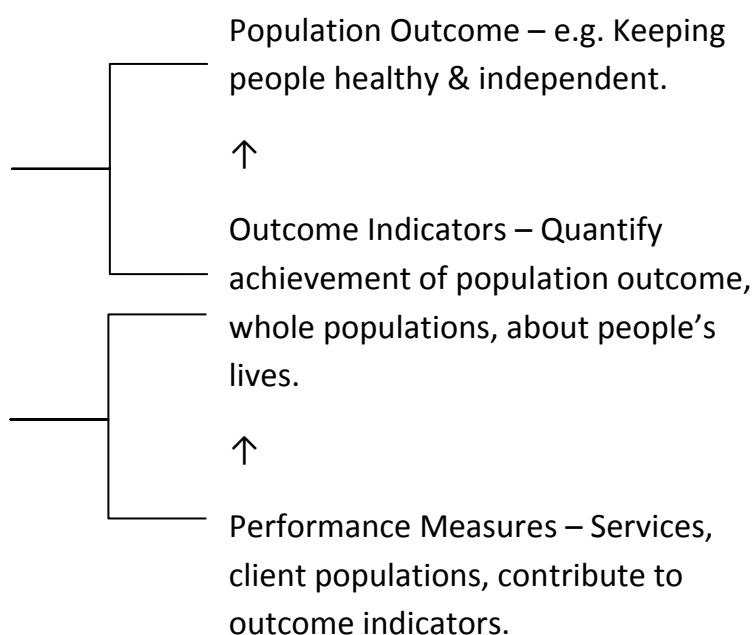 Population Outcome – e.g. Keeping
people healthy & independent.
↑
Outcome Indicators – Quantify
achievement of population outcome,
whole populations, about people’s
lives.
↑
Performance Measures – Services,
client populations, contribute to
outcome indicators.